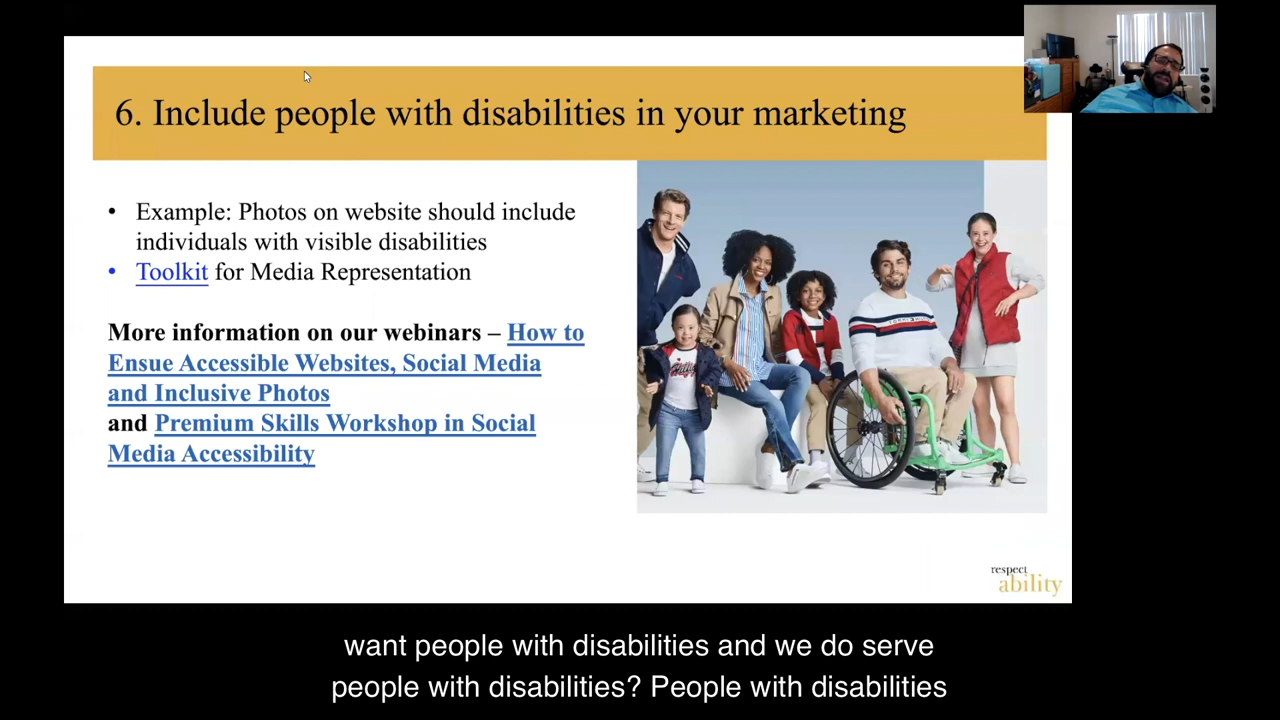 6. Include people with disabilities in your marketing
• Example: Photos on website should include
individuals with visible disabilities
• Toolkit for Media Representation
More information on our webinars – How to
Ensue Accessible Websites, Social Media
and Inclusive Photos
and Premium Skills Workshop in Social
Media Accessibility
respect
ability
want people with disabilities and we do serve
people with disabilities? People with disabilities